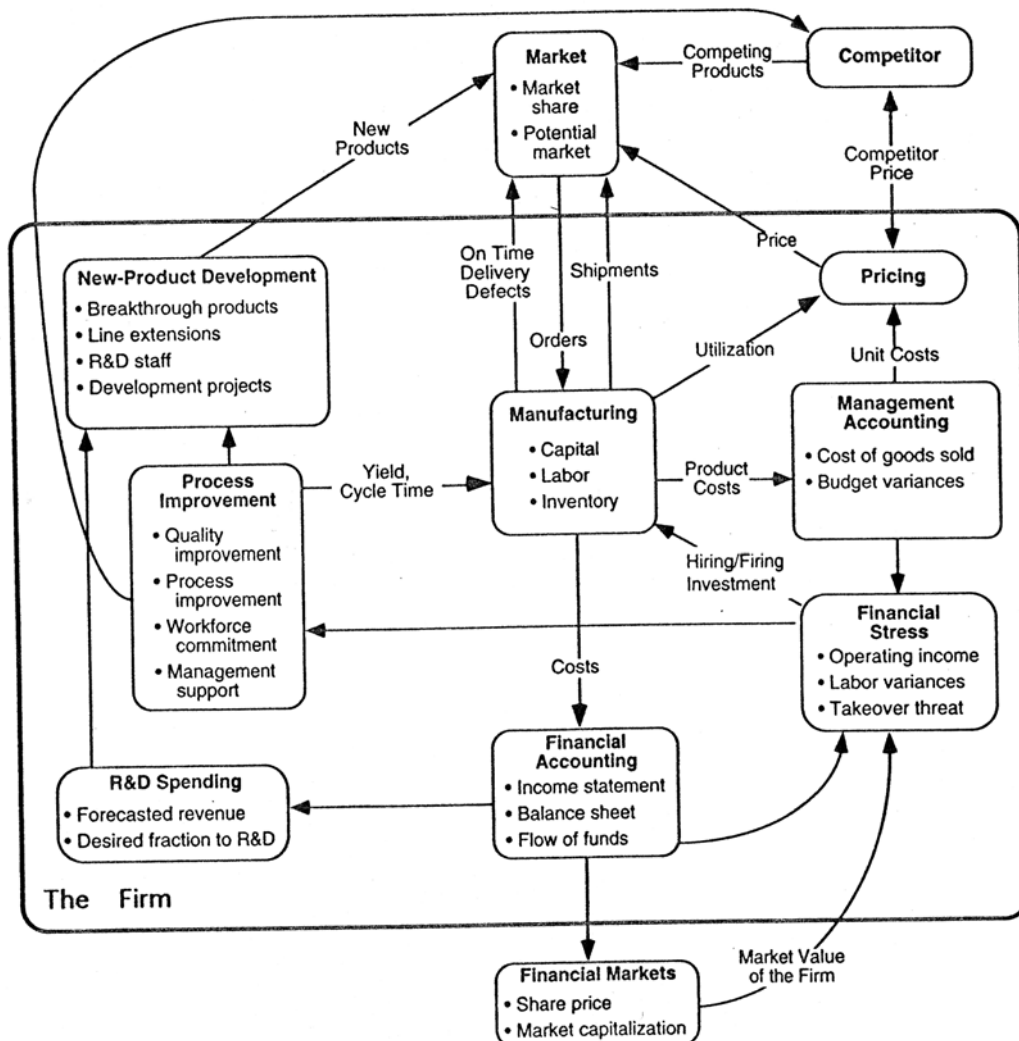 Market
• Market
share
• Potential
market
Competing
Products
Competitor
New
Products
Competitor
Price
On Time
Delivery
Defects
Shipments
Price
Pricing
New-Product Development
• Breakthrough products
• Line extensions
• R&D staff
• Development projects
Orders
Utilization
Unit Costs
Manufacturing
• Capital
• Labor
• Inventory
Management
Accounting
• Cost of goods sold
• Budget variances
Process
Improvement
• Quality
improvement
• Process
improvement
• Workforce
commitment
• Management
support
Yield,
Cycle Time
Product
Costs
Hiring/Firing
Investment
Financial
Stress
• Operating income
• Labor variances
• Takeover threat
Costs
R&D Spending
• Forecasted revenue
• Desired fraction to R&D
Financial
Accounting
• Income statement
• Balance sheet
• Flow of funds
The Firm
Market Value
of the Firm
Financial Markets
• Share price
• Market capitalization